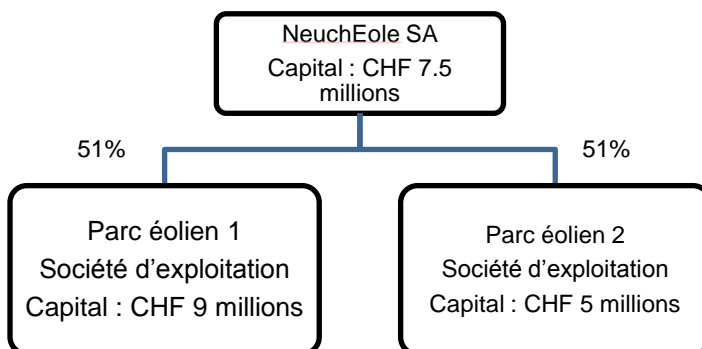 NeuchEole SA
Capital : CHF 7.5
millions
51%
51%
Parc éolien 1
Société d’exploitation
Capital : CHF 9 millions
Parc éolien 2
Société d’exploitation
Capital : CHF 5 millions